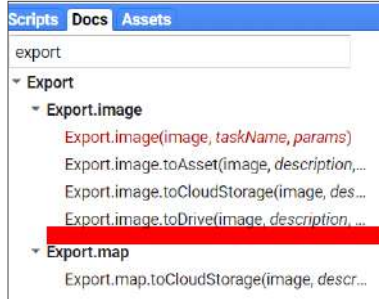 Scripts Docs Assets
export
Export
Export.image
Export.image(image, taskName, params)
Export.image.toAsset(image, description,...
Export.image.toCloudStorage(image, des...
Export.image.toDrive(image, description, ...
Export.map
Export.map.toCloudStorage(image, descr...